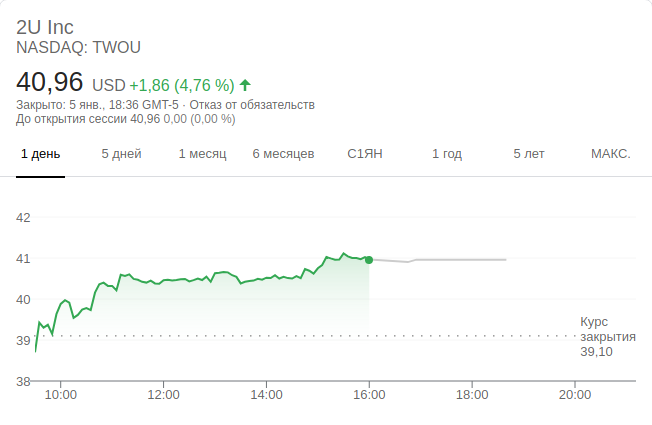 2U Inc
NASDAQ: TWOU
40,96 USD +1,86 (4,76 %)
Закрыто: 5 янв., 18:36 GMT-5 · Отказ от обязательств
До открытия сессии 40,96 0,00 (0,00 %)
1 день 5 дней 1 месяц 6 месяцев С1ЯН 1 год 5 лет МАКС.
42
41
40
39
38
Курс
закрытия
39,10
10:00 12:00 14:00 16:00 18:00 20:00